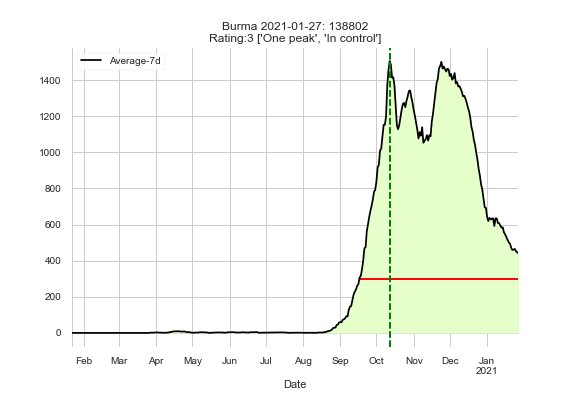 Burma 2021-01-27: 138802
Rating:3 ['One peak', 'In control']
Average-7d
1400
1200
1000
800
600
400
200
0
Feb Mar Apr May Jun Jul Aug Sep Oct Nov Dec Jan
2021
Date